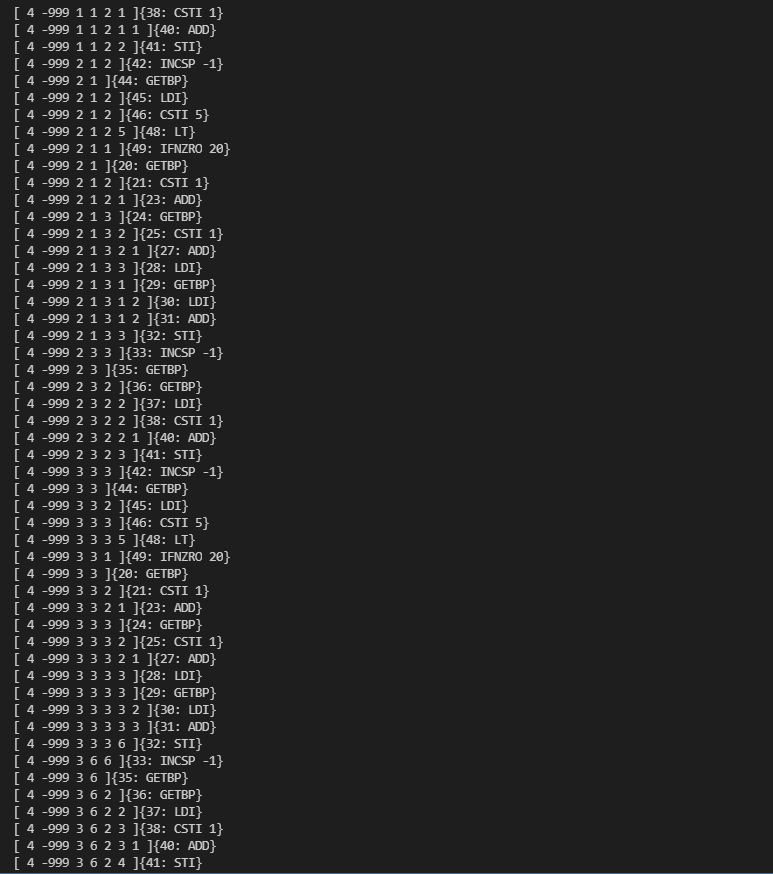 [ 4 -999 1 1 2 1 ]{38: CSTI 1}
[ 4 -999 1 1 2 1 1 ]{40: ADD}
[ 4 -999 1 1 2 2 ]{41: STI}
[ 4 -999 2 1 2 ]{42: INCSP -1}
[ 4 -999 2 1 ]{44: GETBP}
[ 4 -999 2 1 2 ]{45: LDI}
[ 4 -999 2 1 2 ]{46: CSTI 5}
[ 4 -999 2 1 2 5 ]{48: LT}
[ 4 -999 2 1 1 ]{49: IFNZRO 20}
[ 4 -999 2 1 ]{20: GETBP}
[ 4 -999 2 1 2 ]{21: CSTI 1}
[ 4 -999 2 1 2 1 ]{23: ADD}
[ 4 -999 2 1 3 ]{24: GETBP}
[ 4 -999 2 1 3 2 ]{25: CSTI 1}
[ 4 -999 2 1 3 2 1 ]{27: ADD}
[ 4 -999 2 1 3 3 ]{28: LDI}
[ 4 -999 2 1 3 1 ]{29: GETBP}
[ 4 -999 2 1 3 1 2 ]{30: LDI}
[ 4 -999 2 1 3 1 2 ]{31: ADD}
[ 4 -999 2 1 3 3 ]{32: STI}
[ 4 -999 2 3 3 ]{33: INCSP -1}
[ 4 -999 2 3 ]{35: GETBP}
[ 4 -999 2 3 2 ]{36: GETBP}
[ 4 -999 2 3 2 2 ]{37: LDI}
[ 4 -999 2 3 2 2 ]{38: CSTI 1}
[ 4 -999 2 3 2 2 1 ]{40: ADD}
[ 4 -999 2 3 2 3 ]{41: STI}
[ 4 -999 3 3 3 ]{42: INCSP -1}
[ 4 -999 3 3 ]{44: GETBP}
[ 4 -999 3 3 2 ]{45: LDI}
[ 4 -999 3 3 3 ]{46: CSTI 5}
[ 4 -999 3 3 3 5 ]{48: LT}
[ 4 -999 3 3 1 ]{49: IFNZRO 20}
[ 4 -999 3 3 ]{20: GETBP}
[ 4 -999 3 3 2 ]{21: CSTI 1}
[ 4 -999 3 3 2 1 ]{23: ADD}
[ 4 -999 3 3 3 ]{24: GETBP}
[ 4 -999 3 3 3 2 ]{25: CSTI 1}
[ 4 -999 3 3 3 2 1 ]{27: ADD}
[ 4 -999 3 3 3 3 ]{28: LDI}
[ 4 -999 3 3 3 3 ]{29: GETBP}
[ 4 -999 3 3 3 3 2 ]{30: LDI}
[ 4 -999 3 3 3 3 3 ]{31: ADD}
[ 4 -999 3 3 3 6 ]{32: STI}
[ 4 -999 3 6 6 ]{33: INCSP -1}
[ 4 -999 3 6 ]{35: GETBP}
[ 4 -999 3 6 2 ]{36: GETBP}
[ 4 -999 3 6 2 2 ]{37: LDI}
[ 4 -999 3 6 2 3 ]{38: CSTI 1}
[ 4 -999 3 6 2 3 1 ]{40: ADD}
[ 4 -999 3 6 2 4 ]{41: STI}